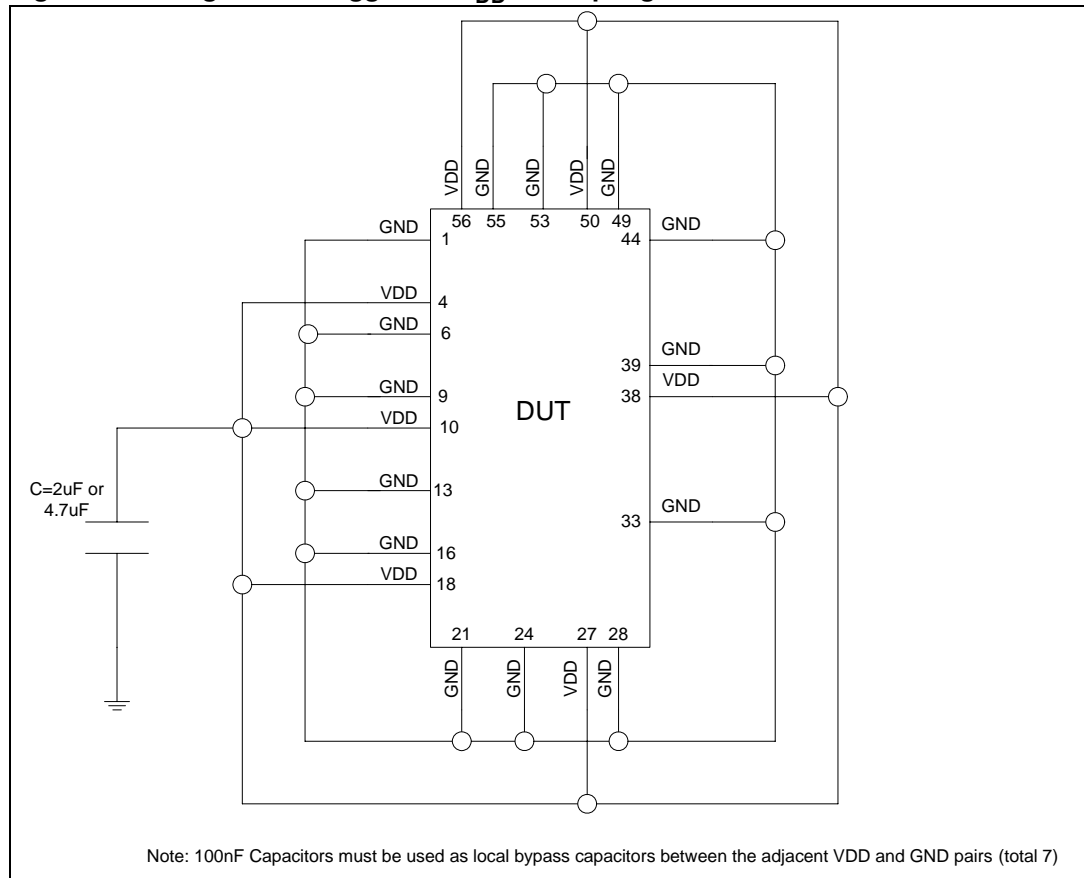 VDD
GND
GND
VDD
GND
56 55 53 50 49
GND 1 44 GND
VDD 4
GND 6
39 GND
GND 9 38 VDD
DUT
VDD 10
C=2uF or
4.7uF
GND 13
33 GND
GND 16
VDD 18
21 24 27 28
GND
GND
VDD
GND
Note: 100nF Capacitors must be used as local bypass capacitors between the adjacent VDD and GND pairs (total 7)